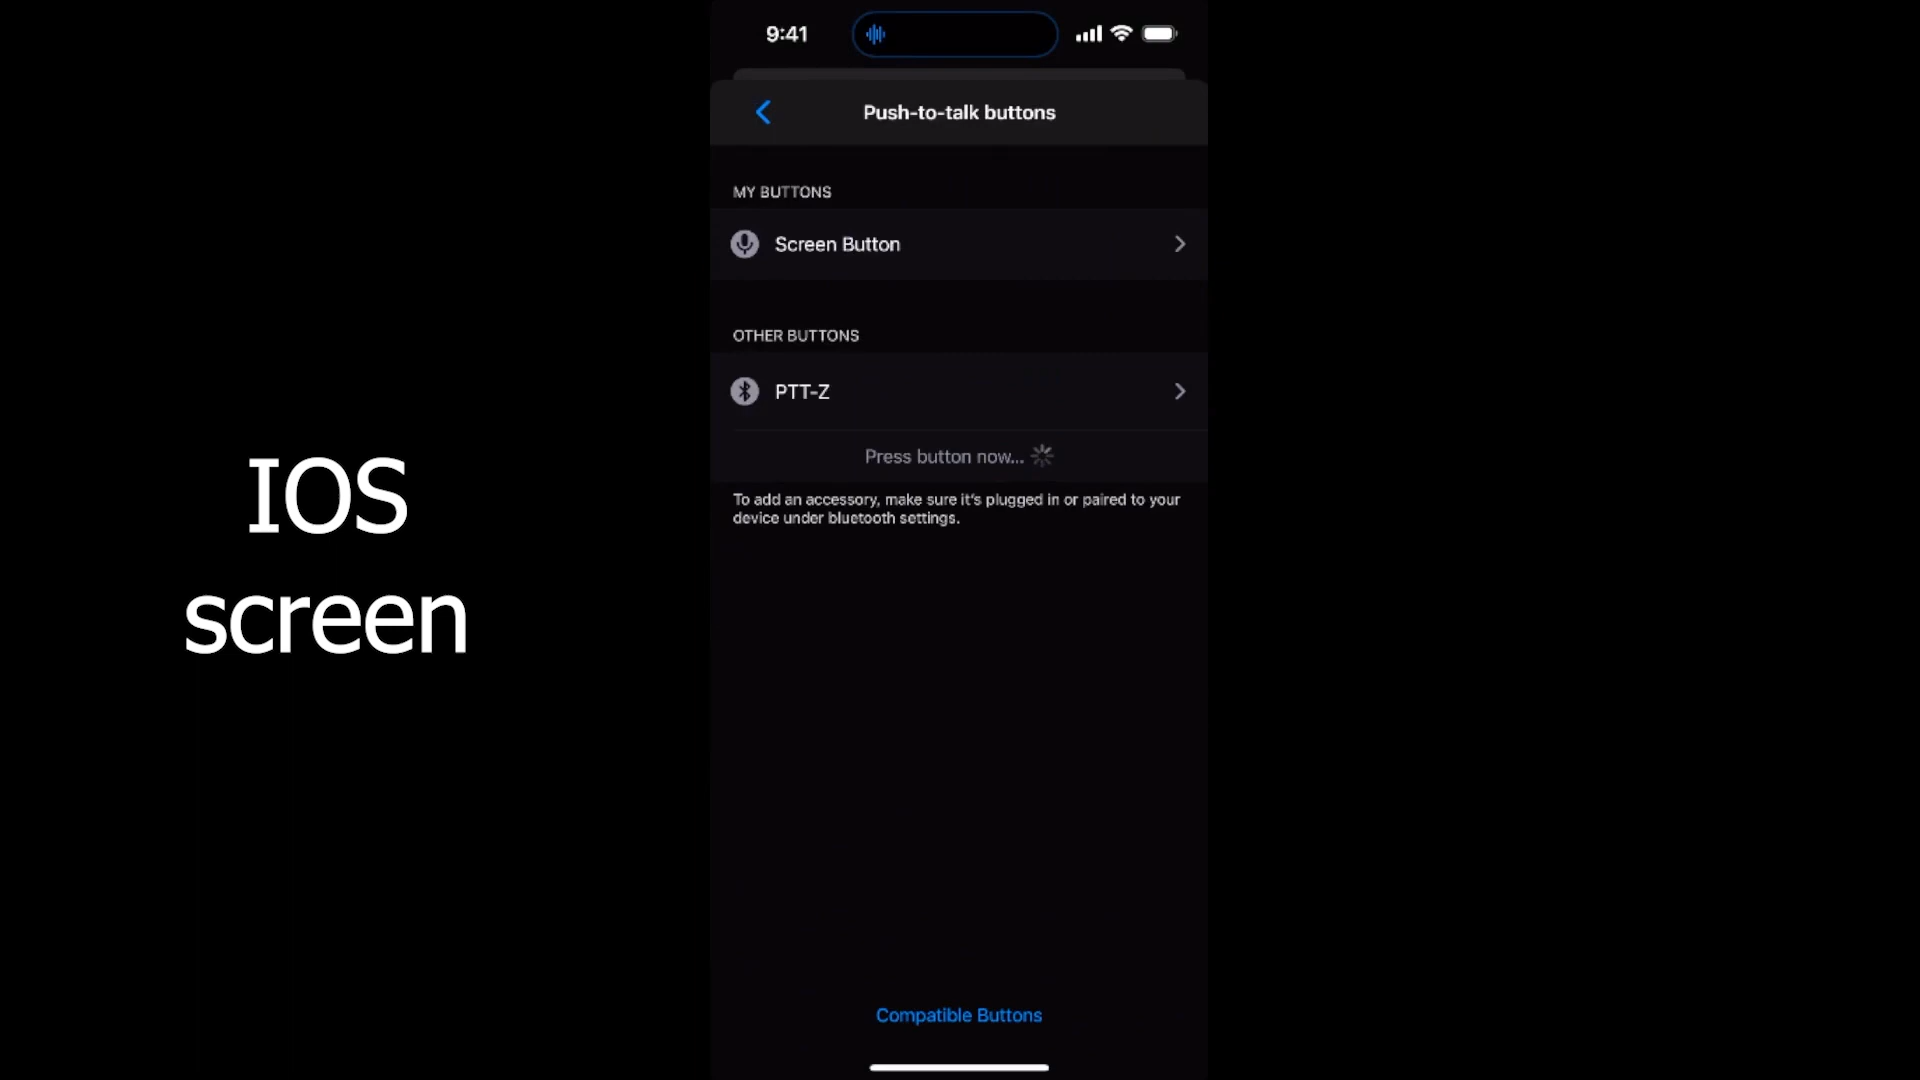 9:41
Push-to-talk buttons
MY BUTTONS
Screen Button
OTHER BUTTONS
PTT-Z
Press button now...
To add an accessory, make sure it's plugged in or paired to your
device under bluetooth settings.
Compatible Buttons
IOS
screen